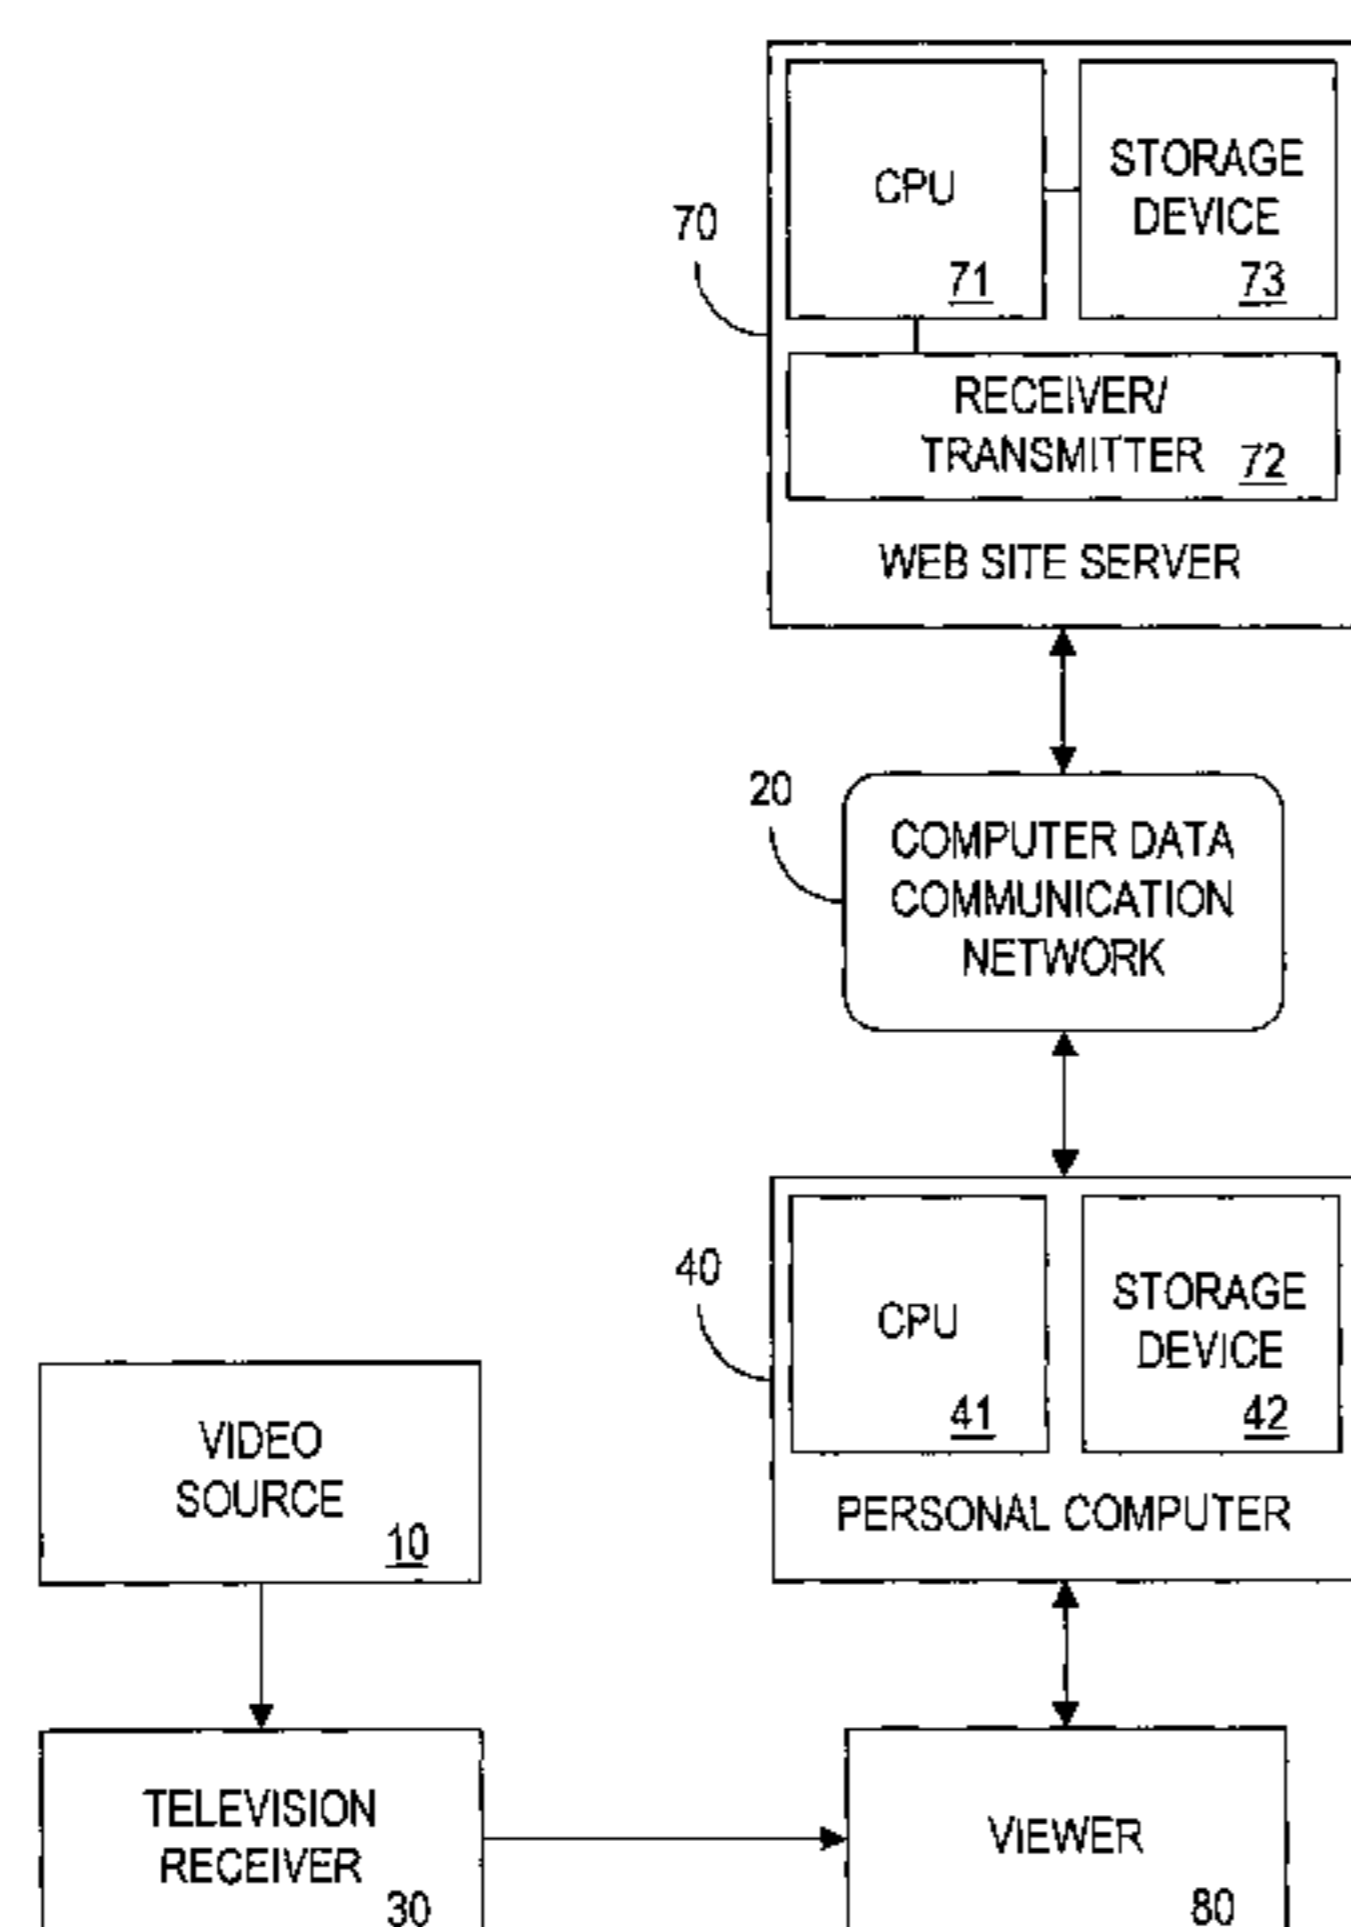 CPU
71
STORAGE
DEVICE
73
70
RECEIVER/
TRANSMITTER 72
WEB SITE SERVER
20
COMPUTER DATA
COMMUNICATION
NETWORK
40
CPU
41
STORAGE
DEVICE
42
PERSONAL COMPUTER
VIDEO
SOURCE
10
TELEVISION
RECEIVER
30
VIEWER
80